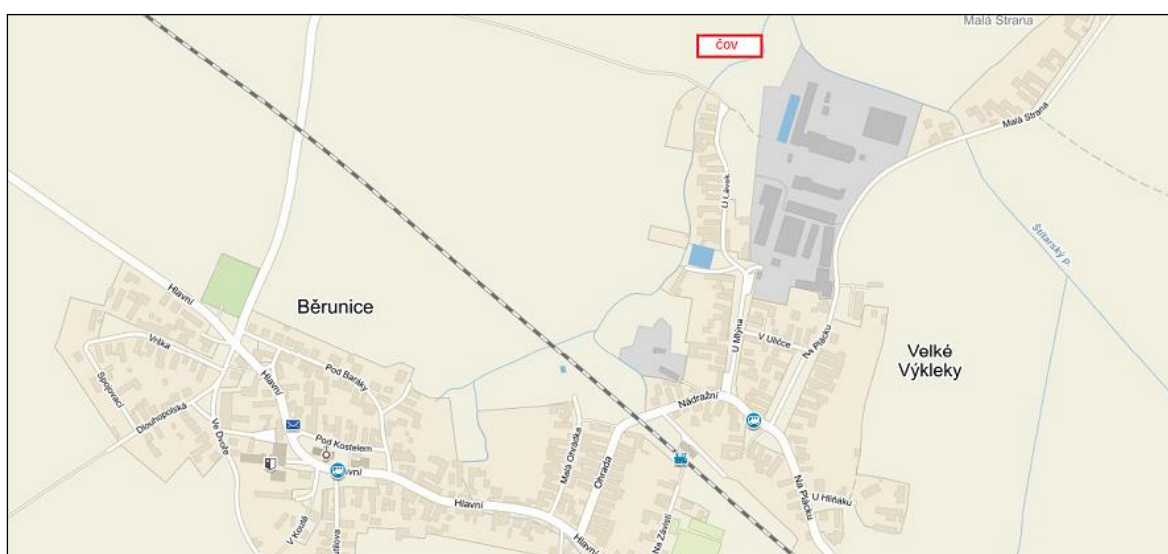 Malá Strana
čov
Malá Strana
U Lávek
Štítarský p.
Hlavní
Běrunice
Vrška
U Mlýna
V Uličce
Na Plácku
Velké
Výkleky
Spojovací
Hlavní
Pod Baráky
Dlouhopolská
Nádražní
Ve Dvoře
Pod Kostelem
Malá Ohrádka
Ohrada
Hlavní
Na Plácku
U Hliňáku
V Koutě
Na Závisti
Hlavní